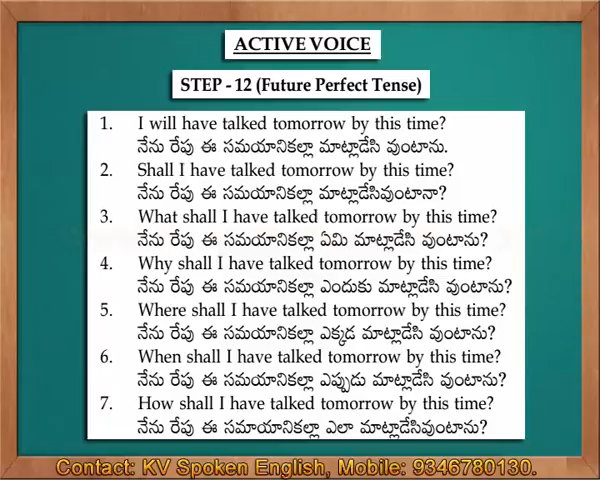 ACTIVE VOICE
STEP - 12 (Future Perfect Tense)
1. I will have talked tomorrow by this time?
నేను రేపు ఈ సమయానికల్లా మాట్లాడేసి వుంటాను.
2. Shall I have talked tomorrow by this time?
నేను రేపు ఈ సమయానికల్లా మాట్లాడేసివుంటానా?
3. What shall I have talked tomorrow by this time?
నేను రేపు ఈ సమయానికల్లా ఏమి మాట్లాడేసి వుంటాను?
4. Why shall I have talked tomorrow by this time?
నేను రేపు ఈ సమయానికల్లా ఎందుకు మాట్లాడేసి వుంటాను?
5. Where shall I have talked tomorrow by this time?
నేను రేపు ఈ సమయానికల్లా ఎక్కడ మాట్లాడేసి వుంటాను?
6. When shall I have talked tomorrow by this time?
నేను రేపు ఈ సమయానికల్లా ఎప్పుడు మాట్లాడేసి వుంటాను?
7. How shall I have talked tomorrow by this time?
నేను రేపు ఈ సమాయానికల్లా ఎలా మాట్లాడేసివుంటాను?
Contact: KV Spoken English, Mobile: 9346780130.